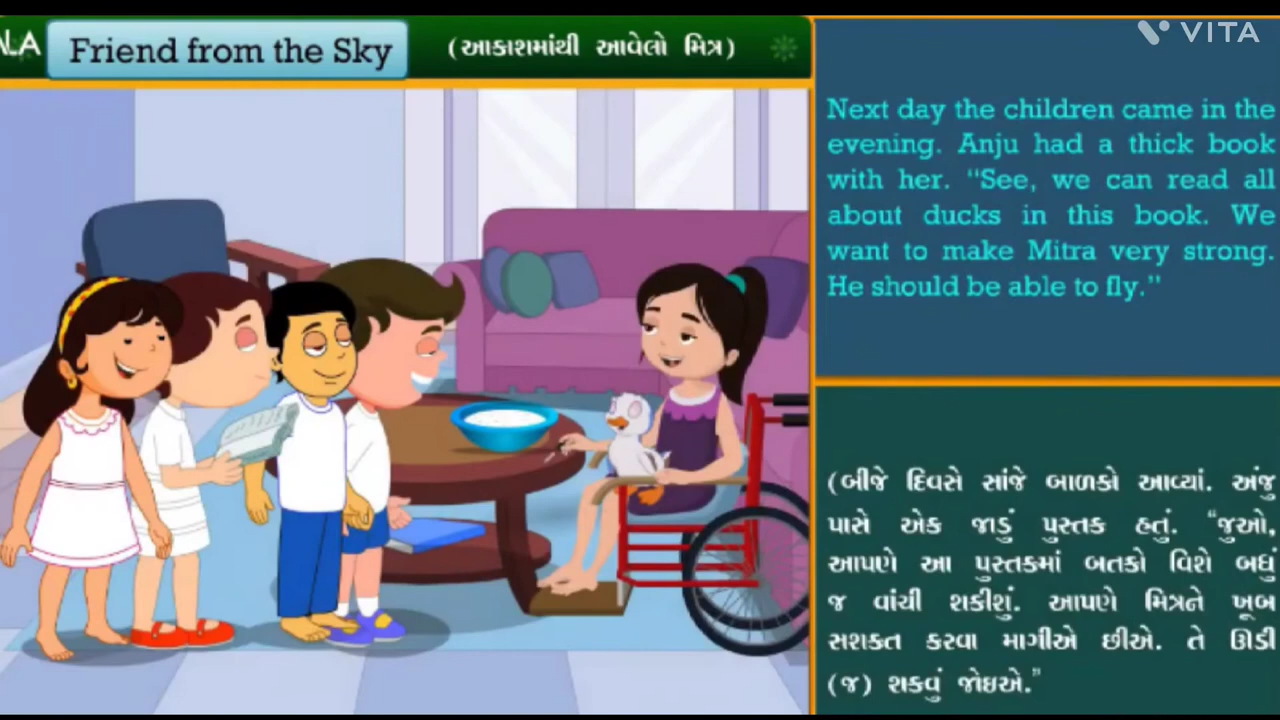 Friend from the Sky
(આકાશમાંથી આવેલો મિત્ર)
VITA
Next day the children came in the
evening. Anju had a thick book
with her. “See, we can read all
about ducks in this book. We
want to make Mitra very strong.
He should be able to fly.”
(બીજે દિવસે સાંજે બાળકો આવ્યાં. અંજુ
પાસે એક જાડું પુસ્તક હતું. “જુઓ,
આપણે આ પુસ્તકમાં બતકો વિશે બધું
જ વાંચી શકીશું. આપણે મિત્રને ખૂબ
સશકત કરવા માગીએ છીએ. તે ઊડી
(જ) શકવું જોઇએ.”